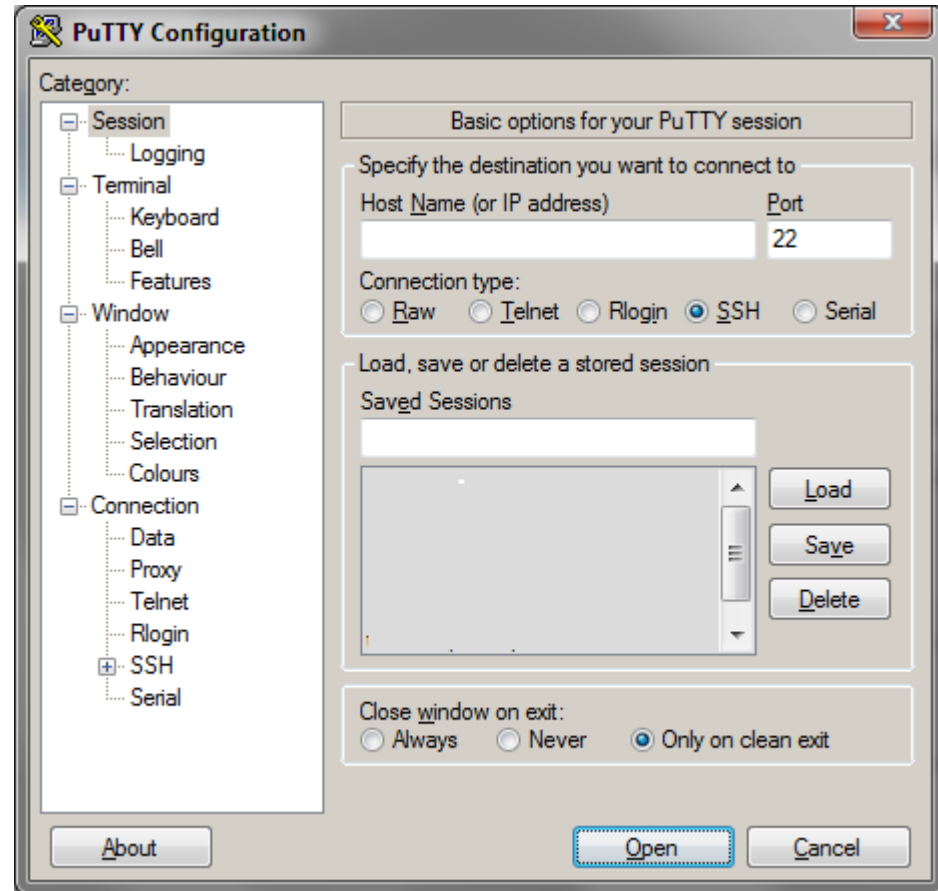 PuTTY Configuration
Category:
Session
Logging
Terminal
Keyboard
Bell
Features
Window
Appearance
Behaviour
Translation
Selection
Colours
Connection
Data
Proxy
Telnet
Rlogin
SSH
Serial
Basic options for your PuTTY session
Specify the destination you want to connect to
Host Name (or IP address) Port
22
Connection type:
Raw Telnet Rlogin SSH Serial
Load, save or delete a stored session
Saved Sessions
Load
Save
Delete
Close window on exit:
Always Never Only on clean exit
About Open Cancel